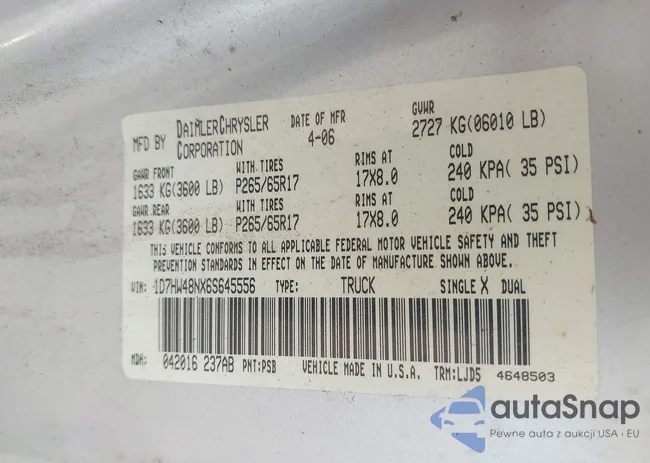 MFD BY DAIMLERCHRYSLER CORPORATION DATE OF MFR 4-06 GVWR 2727 KG(06010 LB)
GAWR FRONT WITH TIRES RIMS AT COLD
1633 KG(3600 LB) P265/65R17 17X8.0 240 KPA( 35 PSI)
GAWR REAR WITH TIRES RIMS AT COLD
1633 KG(3600 LB) P265/65R17 17X8.0 240 KPA( 35 PSI)
THIS VEHICLE CONFORMS TO ALL APPLICABLE FEDERAL MOTOR VEHICLE SAFETY AND THEFT
PREVENTION STANDARDS IN EFFECT ON THE DATE OF MANUFACTURE SHOWN ABOVE.
VIN: 1D7HW48NX6S645556 TYPE: TRUCK SINGLE X DUAL
MDH: 042016 237AB PNT:PSB VEHICLE MADE IN U.S.A. TRM:LJD5 4648503
autaSnap
Pewne auta z aukcji USA i EU